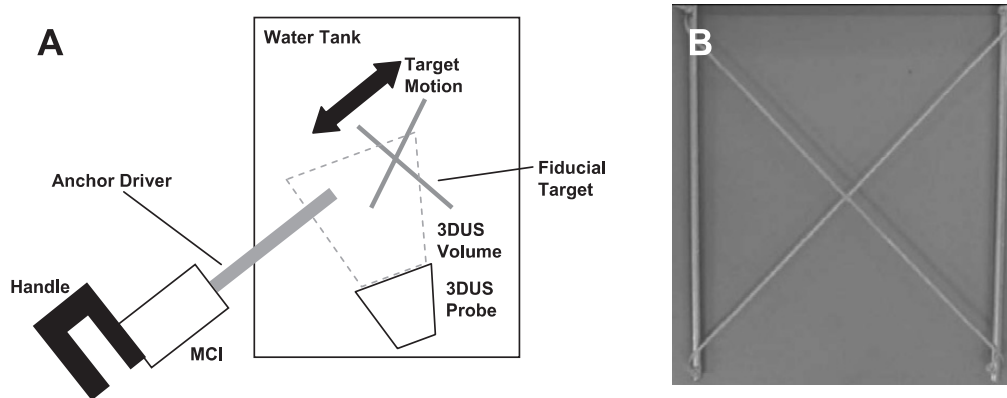 A
Water Tank
Target
Motion
Fiducial
Target
Anchor Driver
3DUS
Volume
3DUS
Probe
Handle
MCI
B